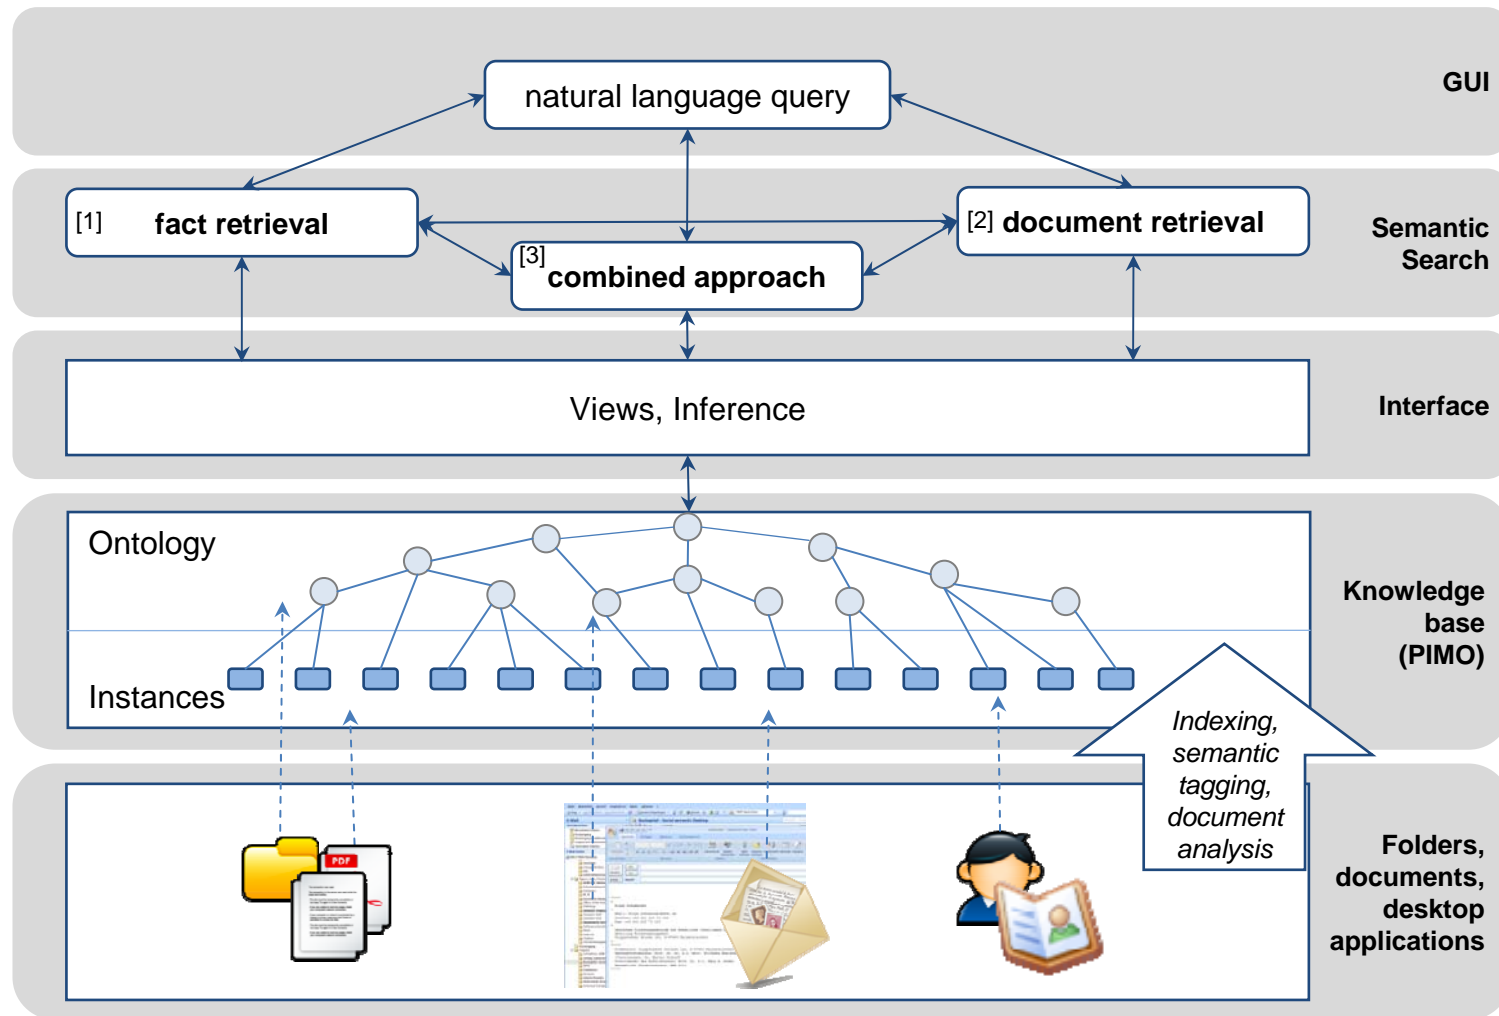 GUI
natural language query
[1]
fact retrieval
[2] document retrieval
[3]
combined approach
Semantic
Search
Views, Inference
Interface
Ontology
Instances
Knowledge
base
(PIMO)
Indexing,
semantic
tagging,
document
analysis
PDF
Folders,
documents,
desktop
applications